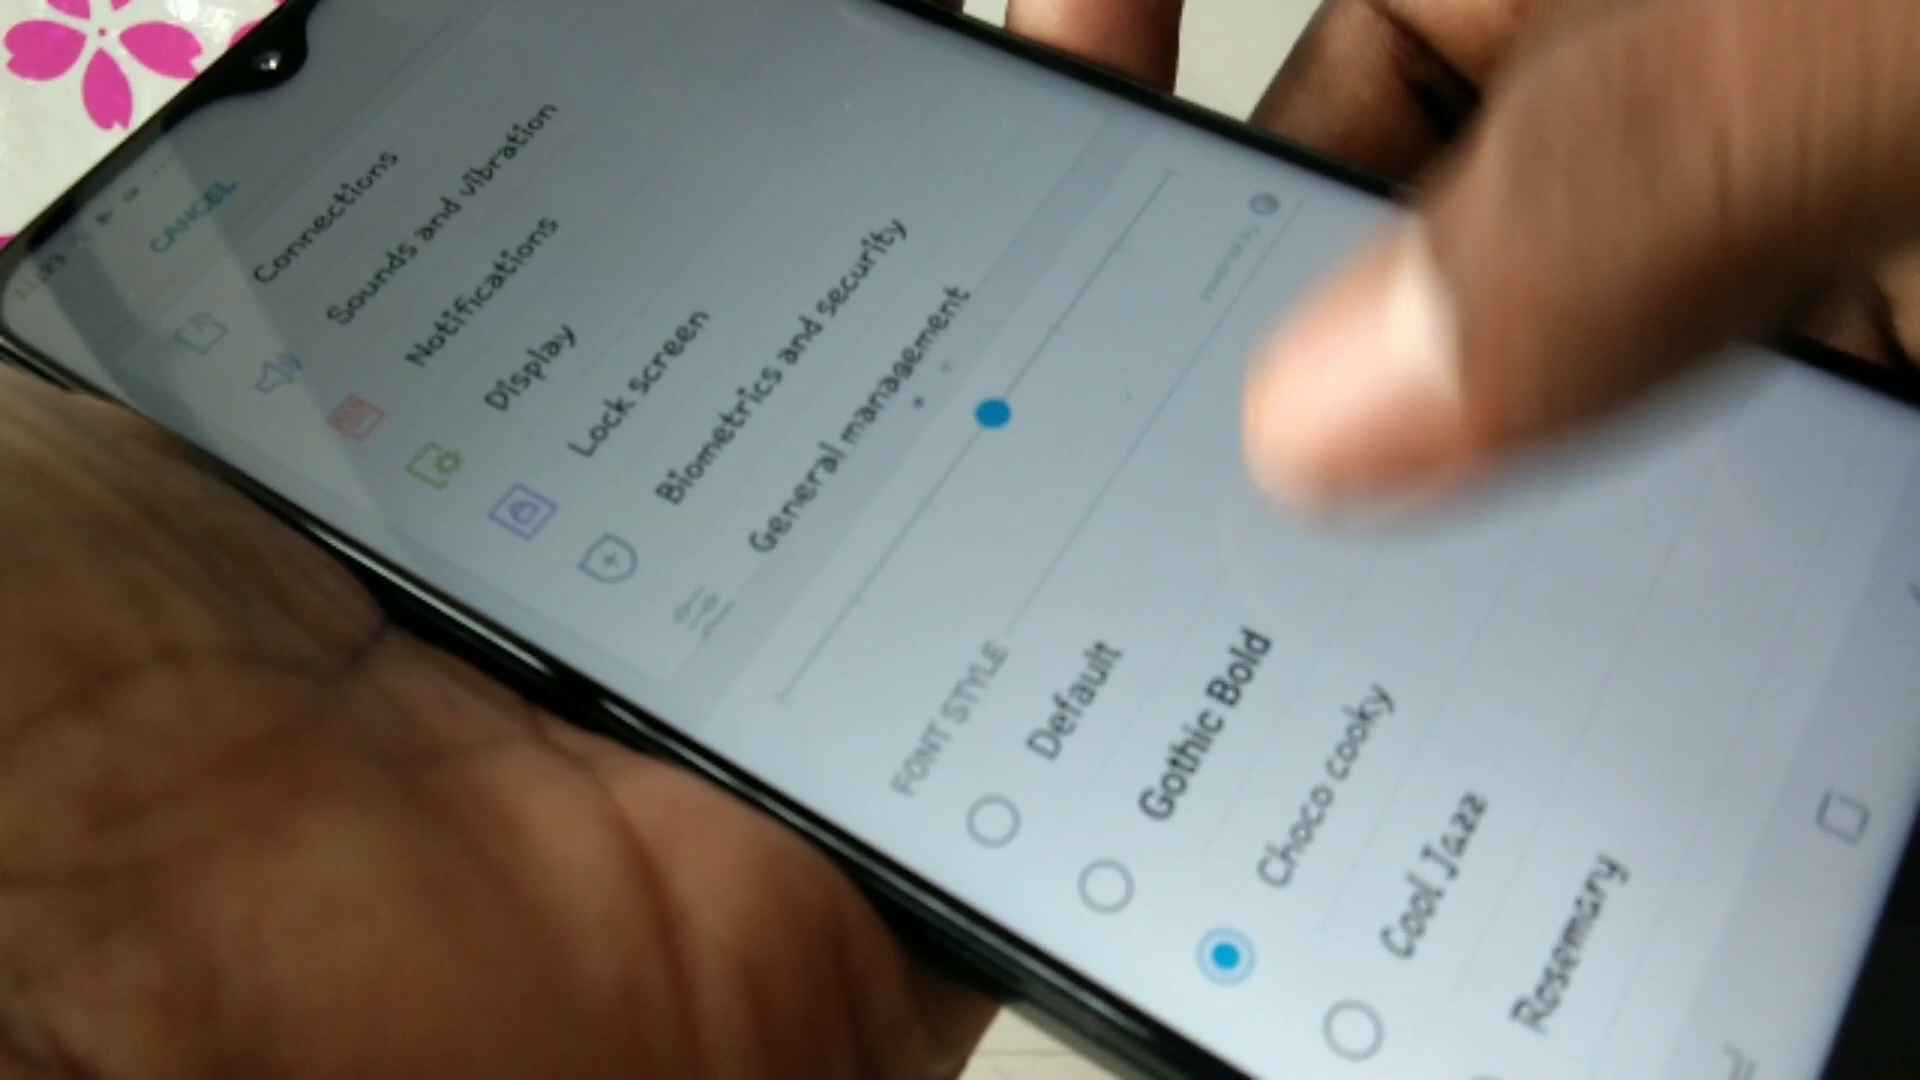 CANCEL
Connections
Sounds and vibration
Notifications
Display
Lock screen
Biometrics and security
General management
FONT STYLE
Default
Gothic Bold
Choco cooky
Cool Jazz
Rosemary